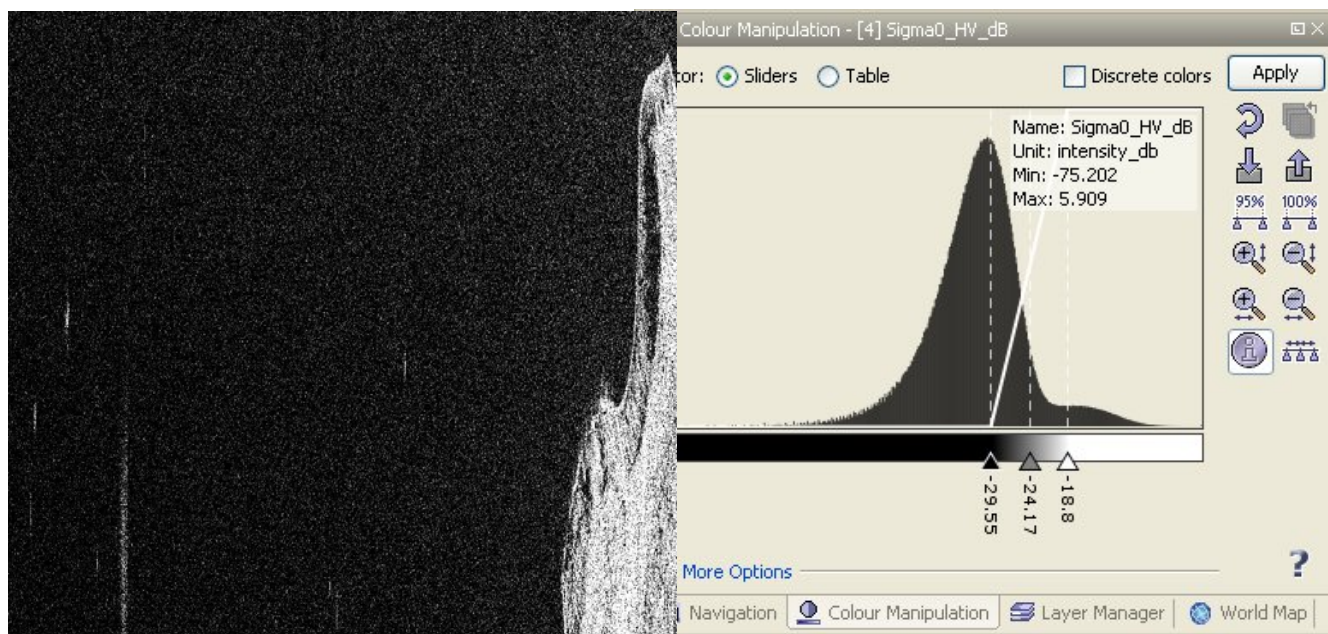 Colour Manipulation - [4] Sigma0_HV_dB
tor: Sliders Table Discrete colors Apply
Name: Sigma0_HV_dB
Unit: intensity_db
Min: -75.202
Max: 5.909
95% 100%
-29.55
-24.17
-18.8
More Options
?
Navigation Colour Manipulation Layer Manager World Map